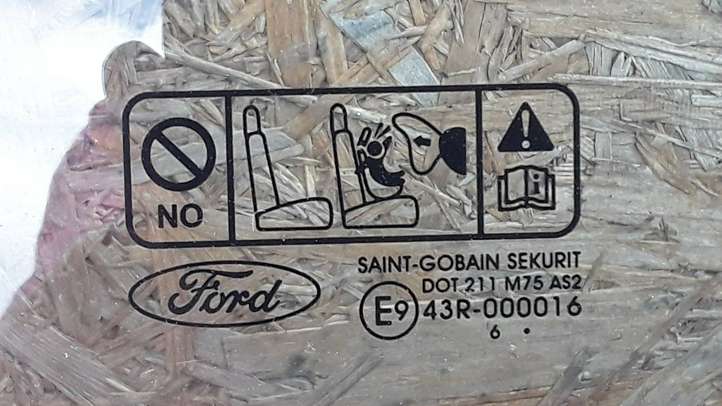 NO
Ford
SAINT-GOBAIN SEKURIT
DOT 211 M75 AS2
E9 43R-000016
6 •